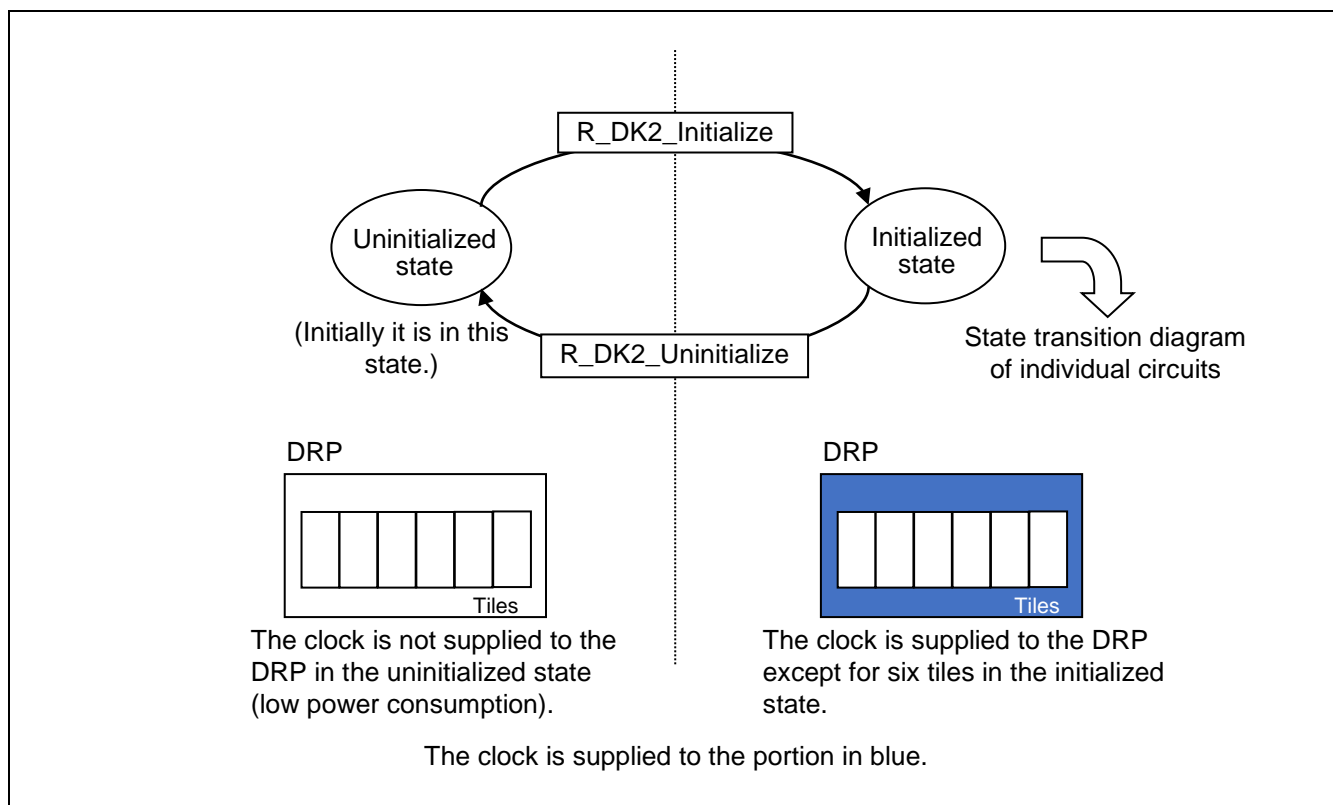 R_DK2_Initialize
Uninitialized
state
Initialized
state
(Initially it is in this
state.)
R_DK2_Uninitialize
State transition diagram
of individual circuits
DRP
Tiles
The clock is not supplied to the
DRP in the uninitialized state
(low power consumption).
DRP
Tiles
The clock is supplied to the DRP
except for six tiles in the initialized
state.
The clock is supplied to the portion in blue.